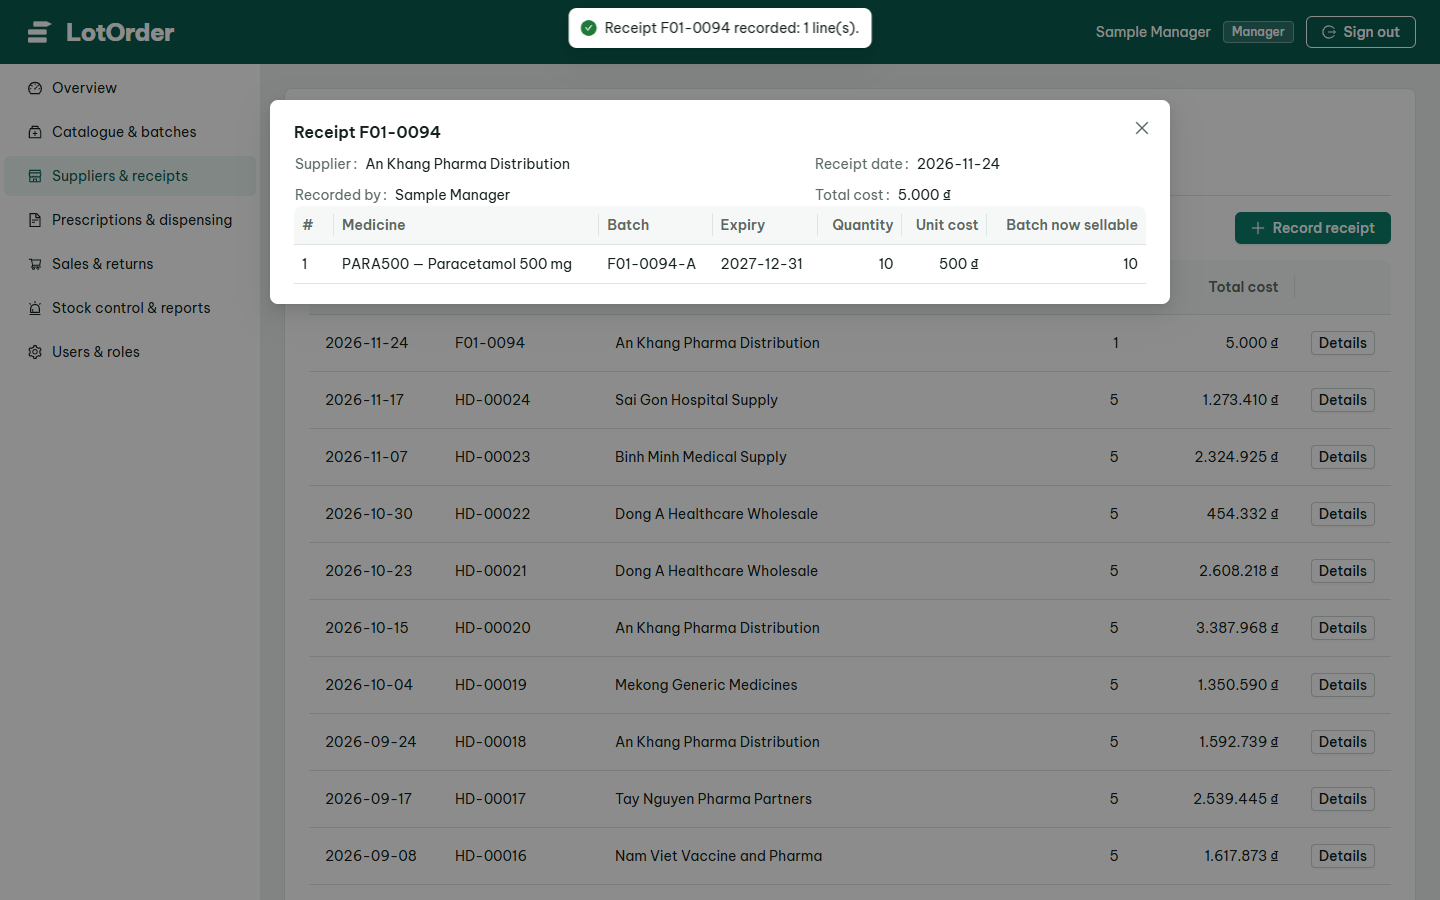 LotOrder
Receipt F01-0094 recorded: 1 line(s).
Sample Manager
Manager
Sign out
Overview
Catalogue & batches
Suppliers & receipts
Prescriptions & dispensing
Sales & returns
Stock control & reports
Users & roles
Receipt F01-0094
Supplier: An Khang Pharma Distribution
Receipt date: 2026-11-24
Recorded by: Sample Manager
Total cost: 5.000 ₫
# Medicine Batch Expiry Quantity Unit cost Batch now sellable
1 PARA500 — Paracetamol 500 mg F01-0094-A 2027-12-31 10 500 ₫ 10
Record receipt
Total cost
2026-11-24 F01-0094 An Khang Pharma Distribution 1 5.000 ₫ Details
2026-11-17 HD-00024 Sai Gon Hospital Supply 5 1.273.410 ₫ Details
2026-11-07 HD-00023 Binh Minh Medical Supply 5 2.324.925 ₫ Details
2026-10-30 HD-00022 Dong A Healthcare Wholesale 5 454.332 ₫ Details
2026-10-23 HD-00021 Dong A Healthcare Wholesale 5 2.608.218 ₫ Details
2026-10-15 HD-00020 An Khang Pharma Distribution 5 3.387.968 ₫ Details
2026-10-04 HD-00019 Mekong Generic Medicines 5 1.350.590 ₫ Details
2026-09-24 HD-00018 An Khang Pharma Distribution 5 1.592.739 ₫ Details
2026-09-17 HD-00017 Tay Nguyen Pharma Partners 5 2.539.445 ₫ Details
2026-09-08 HD-00016 Nam Viet Vaccine and Pharma 5 1.617.873 ₫ Details